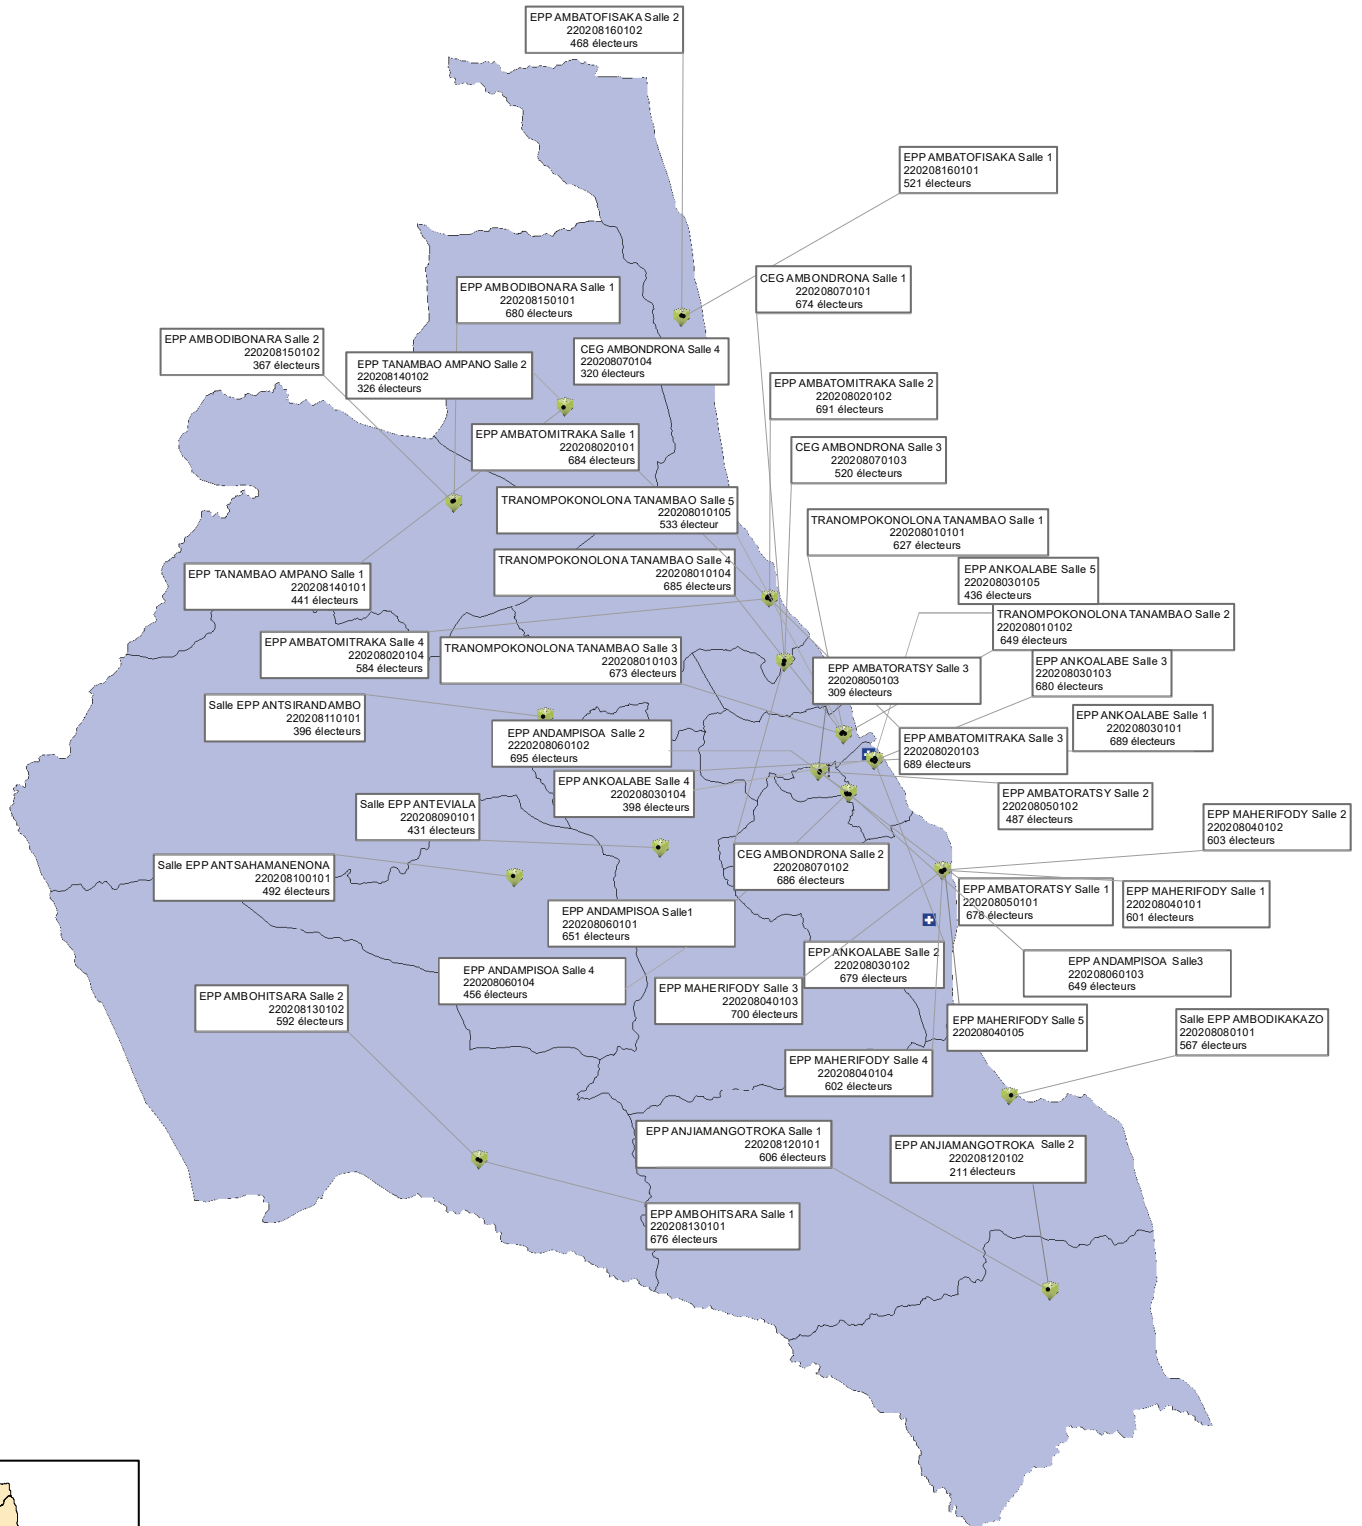 EPP AMBATOFISAKA Salle 2
220208160102
468 électeurs
EPP AMBATOFISAKA Salle 1
220208160101
521 électeurs
CEG AMBONDRONA Salle 1
220208070101
674 électeurs
EPP AMBODIBONARA Salle 1
220208150101
680 électeurs
EPP AMBODIBONARA Salle 2
220208150102
367 électeurs
EPP TANAMBAO AMPANO Salle 2
220208140102
326 électeurs
CEG AMBONDRONA Salle 4
220208070104
320 électeurs
EPP AMBATOMITRAKA Salle 2
220208020102
691 électeurs
EPP AMBATOMITRAKA Salle 1
220208020101
684 électeurs
CEG AMBONDRONA Salle 3
220208070103
520 électeurs
TRANOMPOKONOLONA TANAMBAO Salle 5
220208010105
533 électeur
TRANOMPOKONOLONA TANAMBAO Salle 1
220208010101
627 électeurs
TRANOMPOKONOLONA TANAMBAO Salle 4
220208010104
685 électeurs
EPP ANKOALABE Salle 5
220208030105
436 électeurs
EPP TANAMBAO AMPANO Salle 1
220208140101
441 électeurs
TRANOMPOKONOLONA TANAMBAO Salle 2
220208010102
649 électeurs
EPP AMBATOMITRAKA Salle 4
220208020104
584 électeurs
TRANOMPOKONOLONA TANAMBAO Salle 3
220208010103
673 électeurs
EPP AMBATORATSY Salle 3
220208050103
309 électeurs
EPP ANKOALABE Salle 3
220208030103
680 électeurs
Salle EPP ANTSIRANDAMBO
220208110101
396 électeurs
EPP ANKOALABE Salle 1
220208030101
689 électeurs
EPP ANDAMPISOA Salle 2
2220208060102
695 électeurs
EPP AMBATOMITRAKA Salle 3
220208020103
689 électeurs
EPP ANKOALABE Salle 4
220208030104
398 électeurs
EPP AMBATORATSY Salle 2
220208050102
487 électeurs
Salle EPP ANTEVIALA
220208090101
431 électeurs
EPP MAHERIFODY Salle 2
220208040102
603 électeurs
CEG AMBONDRONA Salle 2
220208070102
686 électeurs
Salle EPP ANTSAHAMANENONA
220208100101
492 électeurs
EPP AMBATORATSY Salle 1
220208050101
678 électeurs
EPP MAHERIFODY Salle 1
220208040101
601 électeurs
EPP ANDAMPISOA Salle1
220208060101
651 électeurs
EPP ANKOALABE Salle 2
220208030102
679 électeurs
EPP ANDAMPISOA Salle3
220208060103
649 électeurs
EPP ANDAMPISOA Salle 4
220208060104
456 électeurs
EPP MAHERIFODY Salle 3
220208040103
700 électeurs
EPP AMBOHITSARA Salle 2
220208130102
592 électeurs
EPP MAHERIFODY Salle 5
220208040105
Salle EPP AMBODIKAKAZO
220208080101
567 électeurs
EPP MAHERIFODY Salle 4
220208040104
602 électeurs
EPP ANJIAMANGOTROKA Salle 1
220208120101
606 électeurs
EPP ANJIAMANGOTROKA Salle 2
220208120102
211 électeurs
EPP AMBOHITSARA Salle 1
220208130101
676 électeurs